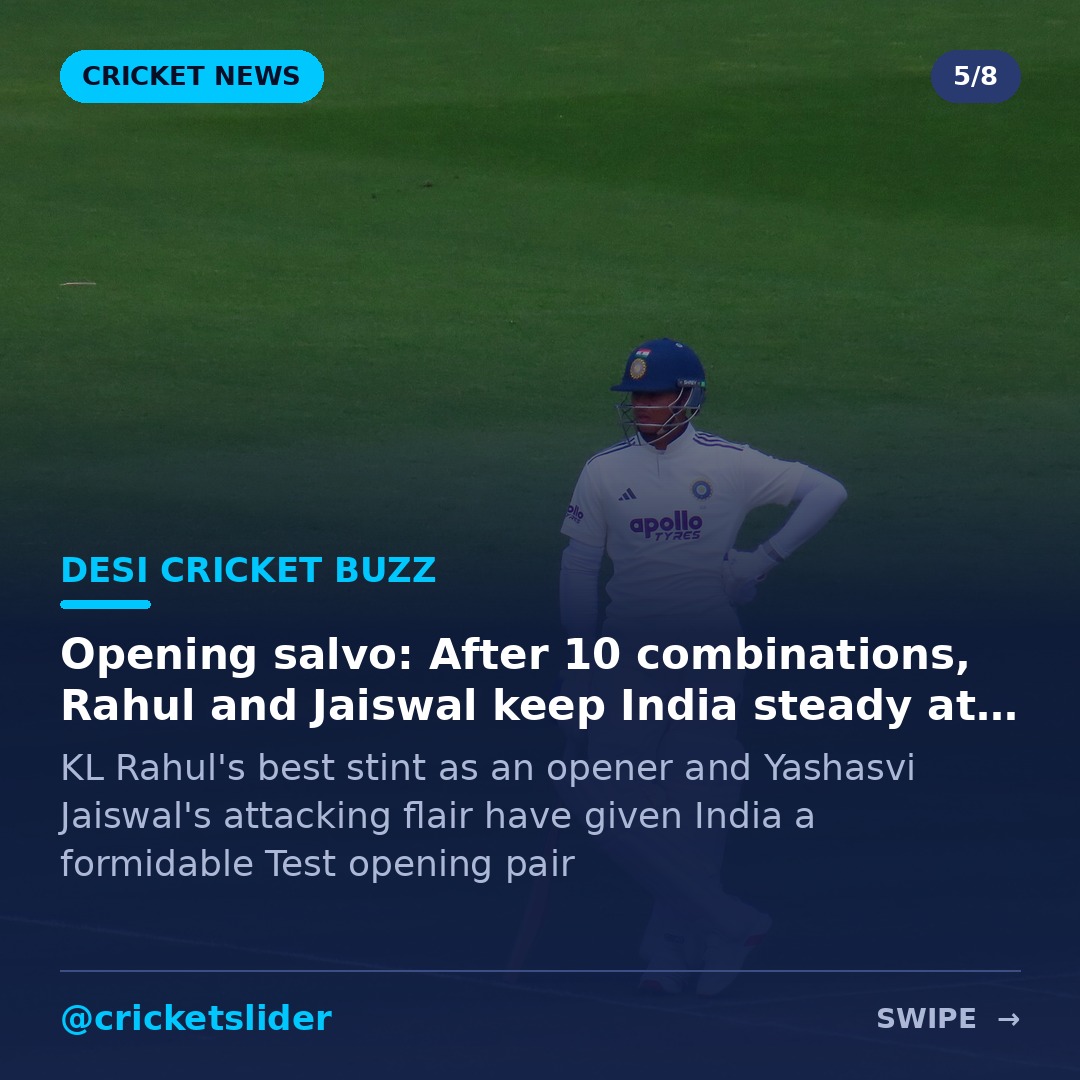 CRICKET NEWS
5/8
apollo
TYRES
DESI CRICKET BUZZ
Opening salvo: After 10 combinations,
Rahul and Jaiswal keep India steady at…
KL Rahul's best stint as an opener and Yashasvi
Jaiswal's attacking flair have given India a
formidable Test opening pair
@cricketslider
SWIPE →